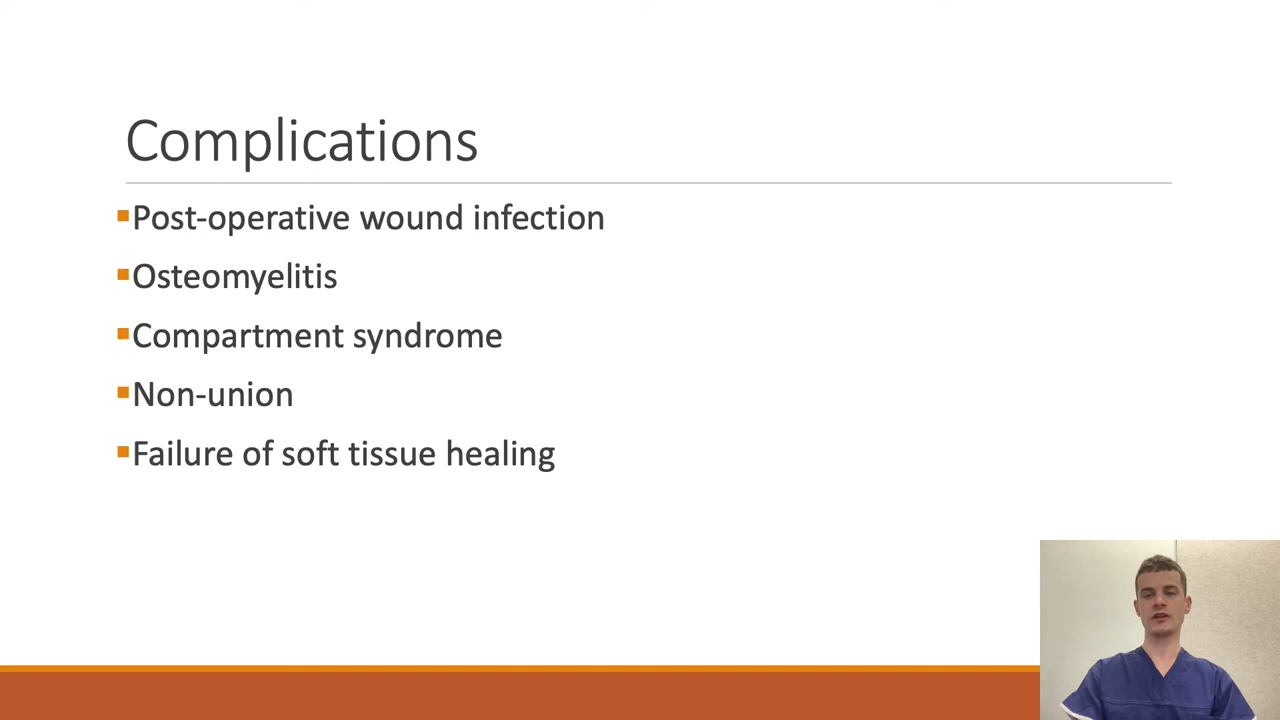 Complications
Post-operative wound infection
Osteomyelitis
Compartment syndrome
Non-union
Failure of soft tissue healing